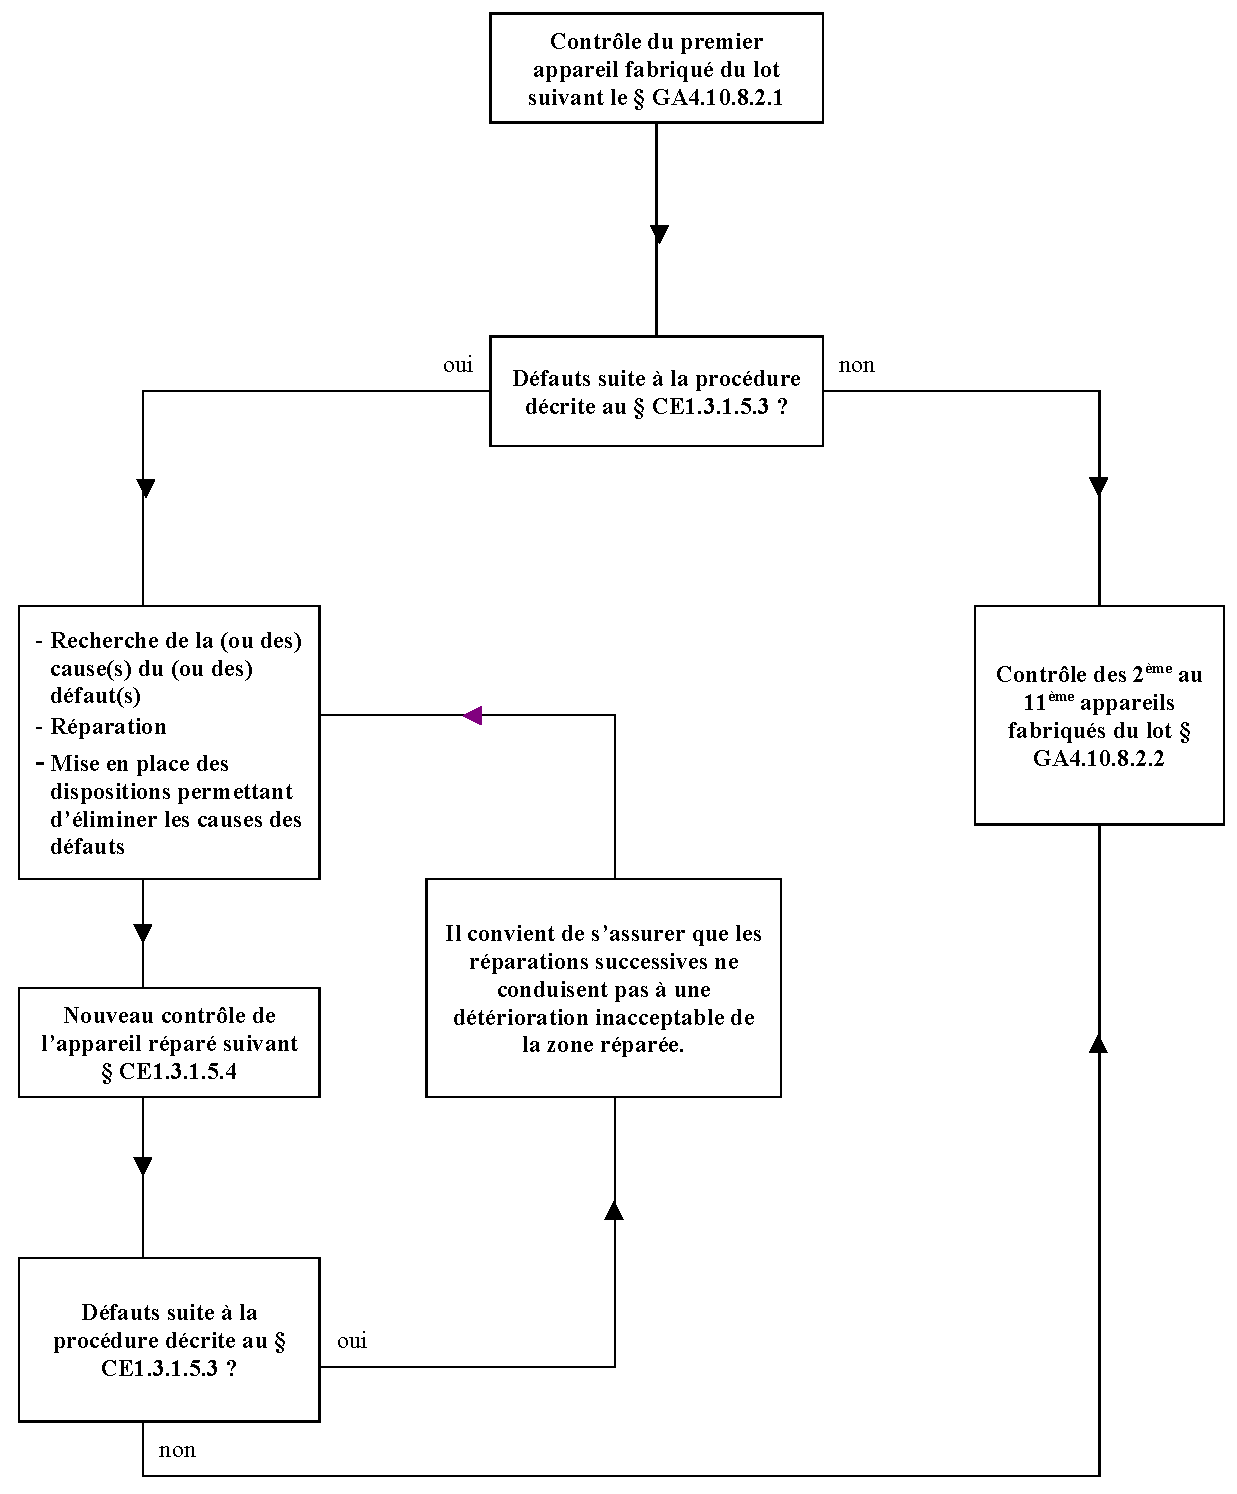 Contrôle du premier
appareil fabriqué du lot
suivant le § GA4.10.8.2.1
oui
Défauts suite à la procédure
décrite au § CE1.3.1.5.3 ?
non
- Recherche de la (ou des)
cause(s) du (ou des)
défaut(s)
- Réparation
- Mise en place des
dispositions permettant
d’éliminer les causes des
défauts
Contrôle des 2ème au
11ème appareils
fabriqués du lot §
GA4.10.8.2.2
Il convient de s’assurer que les
réparations successives ne
conduisent pas à une
détérioration inacceptable de
la zone réparée.
Nouveau contrôle de
l’appareil réparé suivant
§ CE1.3.1.5.4
Défauts suite à la
procédure décrite au §
CE1.3.1.5.3 ?
oui
non